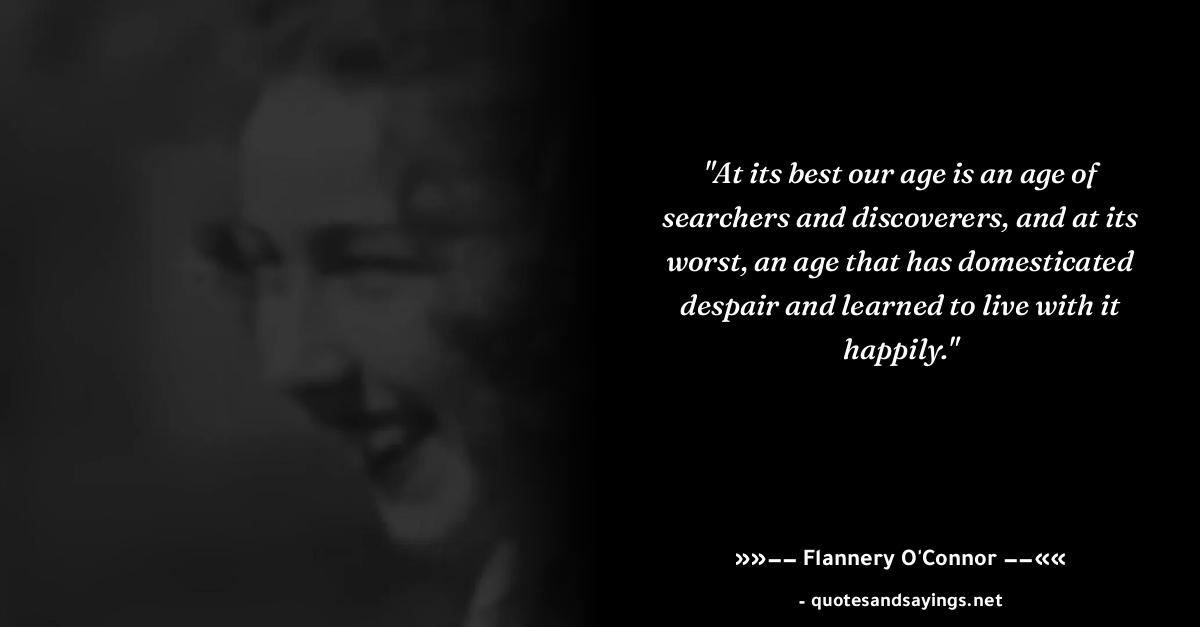 "At its best our age is an age of
searchers and discoverers, and at its
worst, an age that has domesticated
despair and learned to live with it
happily."
»»−− Flannery O'Connor −−««
- quotesandsayings.net